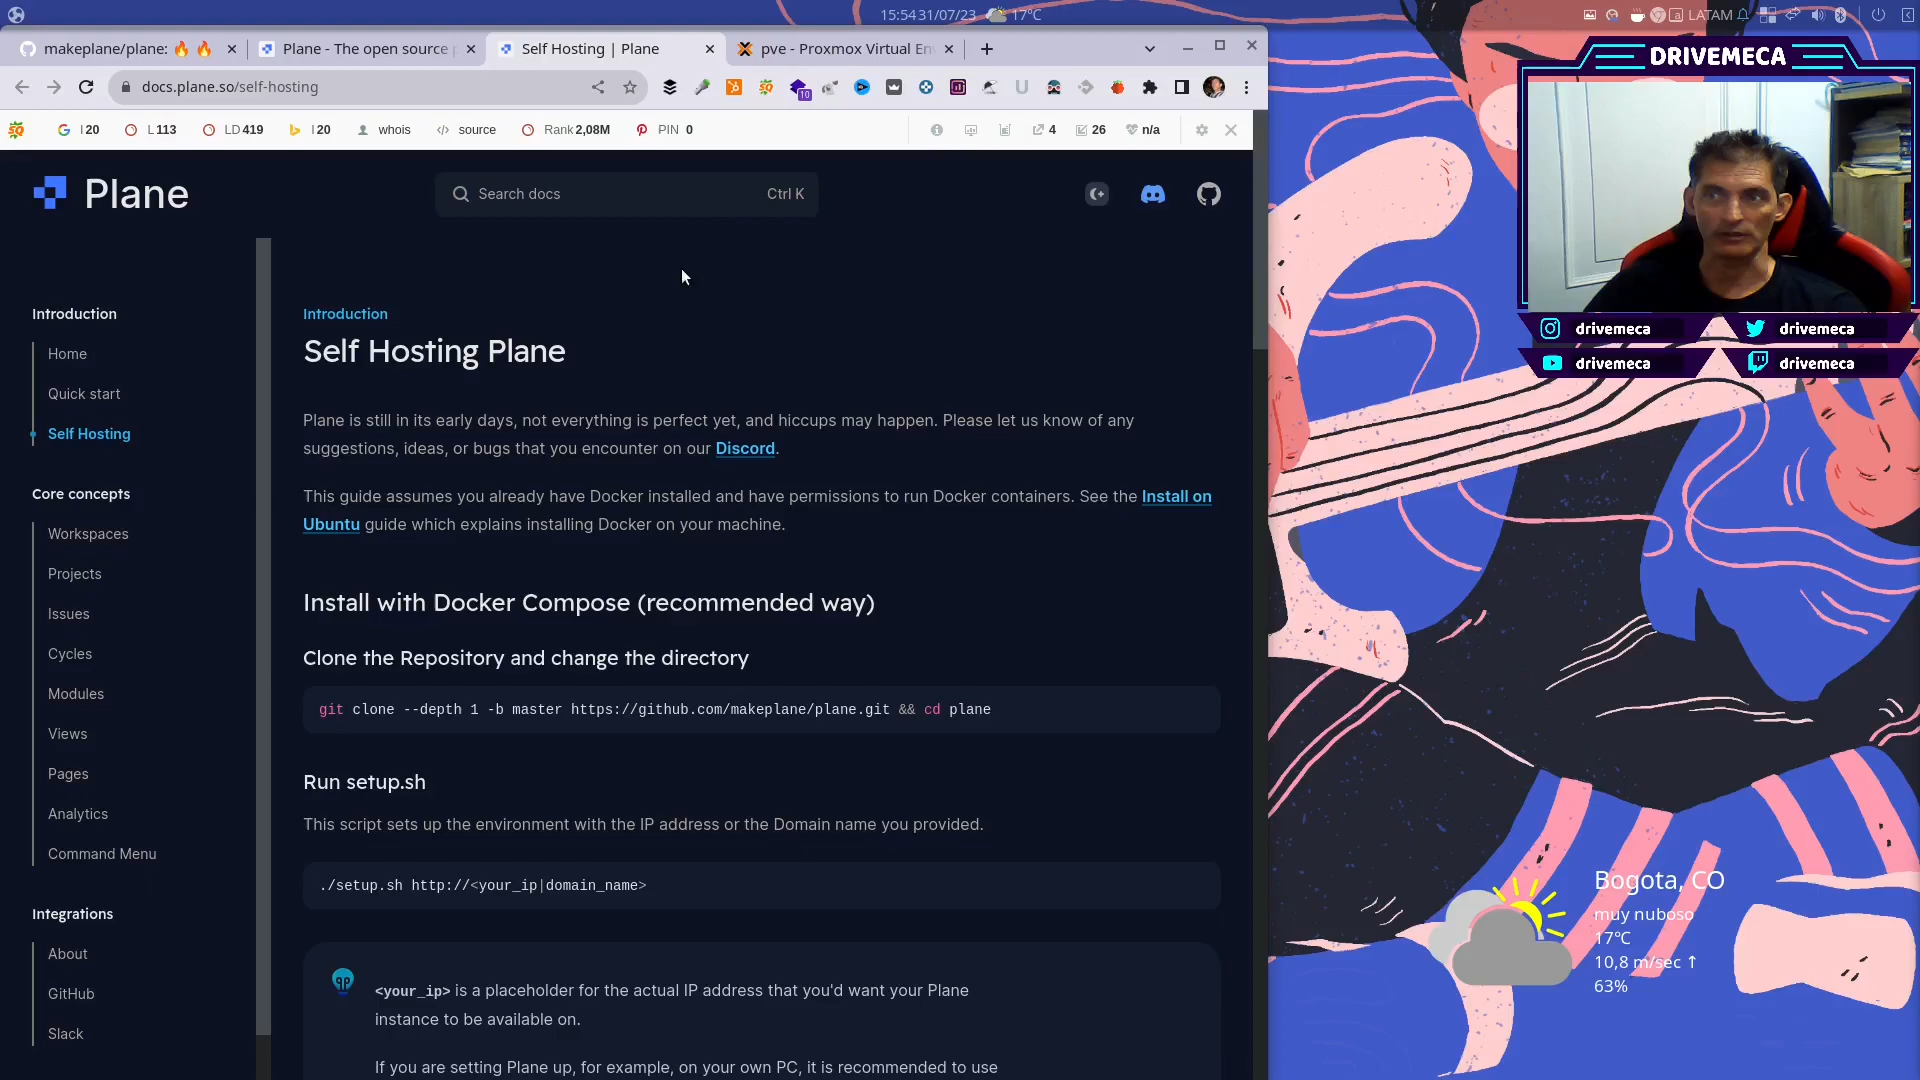 15:54 31/07/23 17°C
LATAM
makeplane/plane: 🔥 🔥
Plane - The open source p
Self Hosting | Plane
pve - Proxmox Virtual En
docs.plane.so/self-hosting
10
I 20
L 113
LD 419
I 20
whois
source
Rank 2,08M
PIN 0
4
26
n/a
Plane
Search docs
Ctrl K
Introduction
Home
Quick start
Self Hosting
Core concepts
Workspaces
Projects
Issues
Cycles
Modules
Views
Pages
Analytics
Command Menu
Integrations
About
GitHub
Slack
Introduction
Self Hosting Plane
Plane is still in its early days, not everything is perfect yet, and hiccups may happen. Please let us know of any
suggestions, ideas, or bugs that you encounter on our Discord.
This guide assumes you already have Docker installed and have permissions to run Docker containers. See the Install on
Ubuntu guide which explains installing Docker on your machine.
Install with Docker Compose (recommended way)
Clone the Repository and change the directory
git clone --depth 1 -b master https://github.com/makeplane/plane.git && cd plane
Run setup.sh
This script sets up the environment with the IP address or the Domain name you provided.
./setup.sh http://<your_ip|domain_name>
<your_ip> is a placeholder for the actual IP address that you'd want your Plane
instance to be available on.
If you are setting Plane up, for example, on your own PC, it is recommended to use
DRIVEMECA
drivemeca
drivemeca
drivemeca
drivemeca
Bogota, CO
muy nuboso
17°C
10,8 m/sec ↑
63%